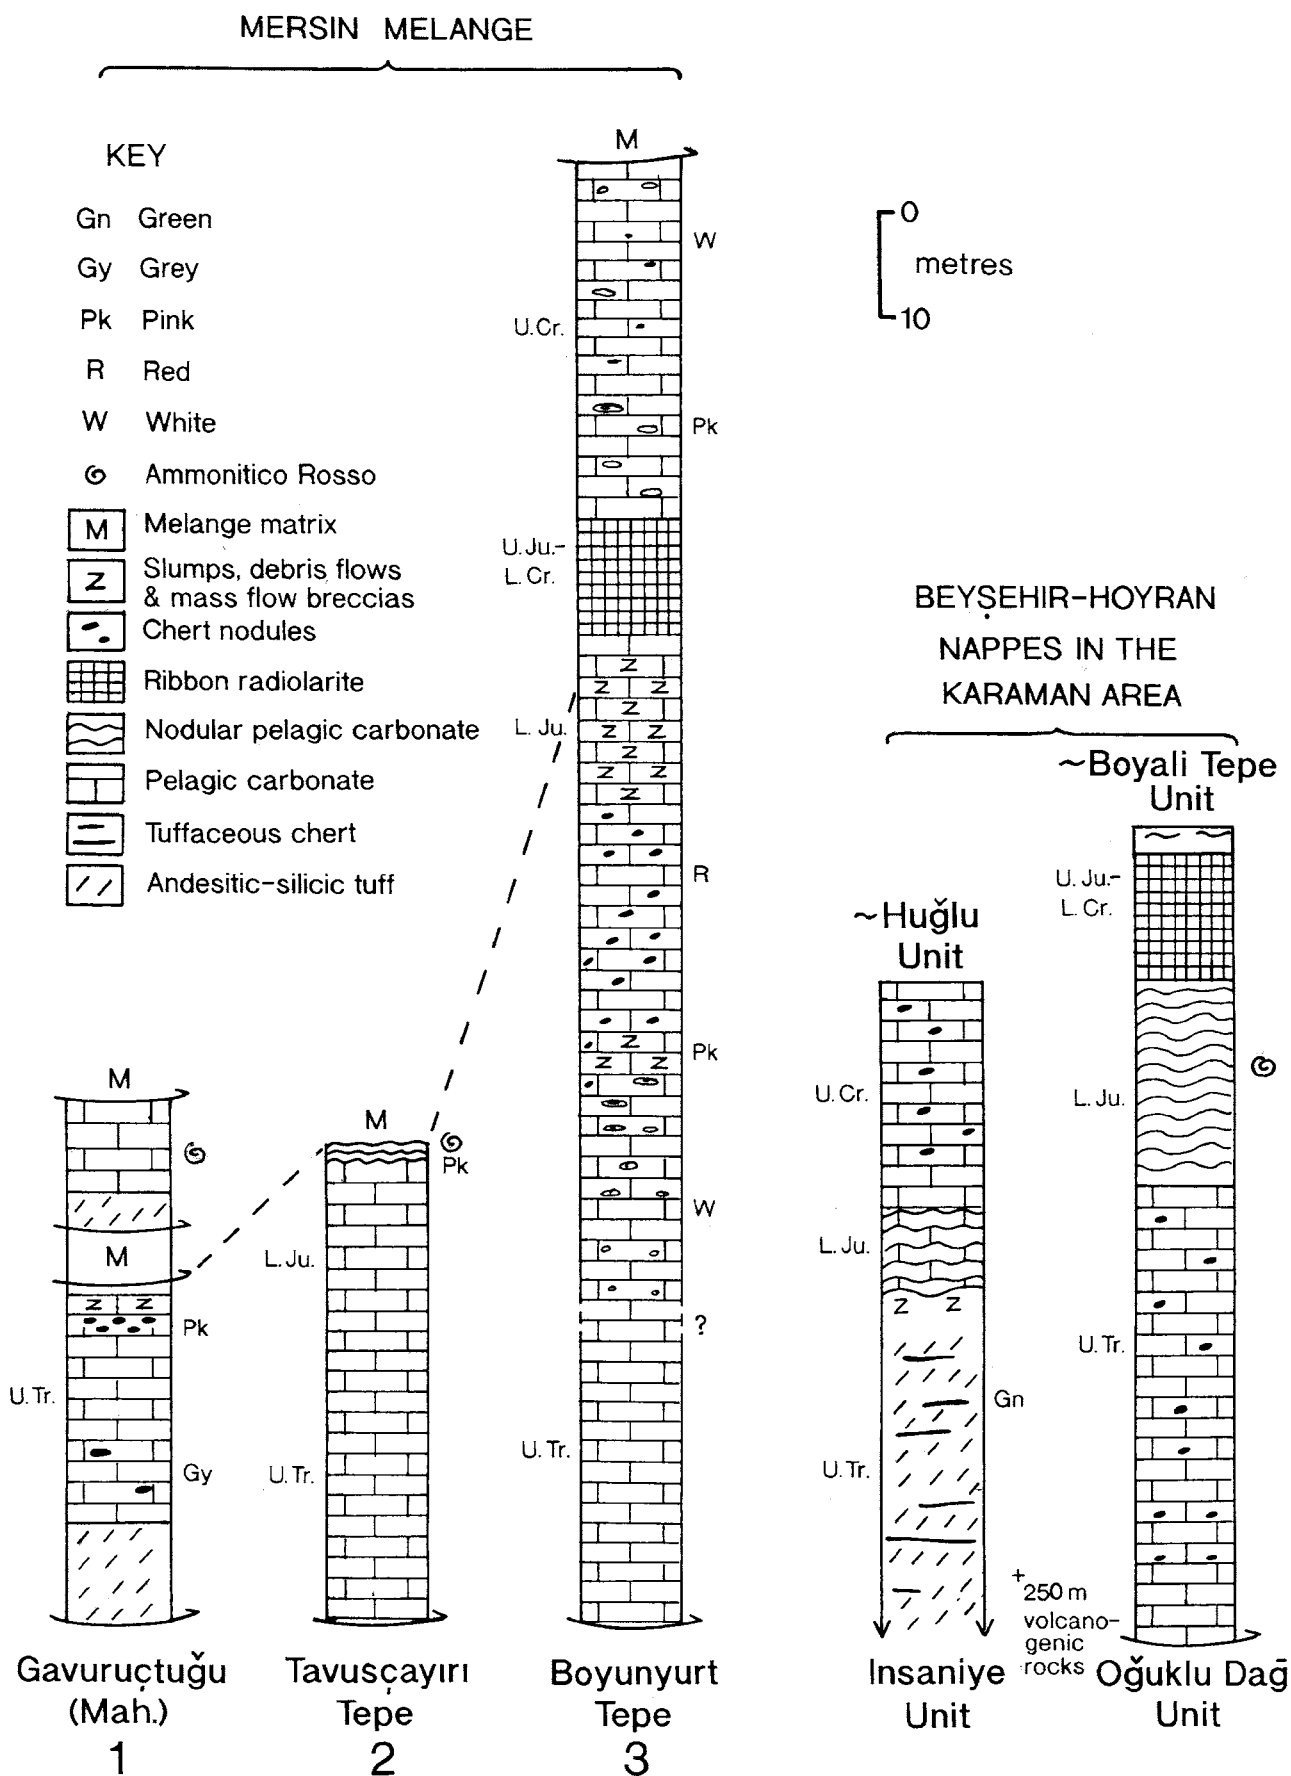 MERSIN MELANGE
KEY
Gn Green
Gy Grey
Pk Pink
R Red
W White
Ammonitico Rosso
M Melange matrix
Z Slumps, debris flows
& mass flow breccias
Chert nodules
Ribbon radiolarite
Nodular pelagic carbonate
Pelagic carbonate
Tuffaceous chert
Andesitic-silicic tuff
0
metres
10
M
W
U.Cr.
Pk
U.Ju.-
L.Cr.
Z
Z Z
Z
L.Ju.
Z Z
Z
Z Z
Z
R
Z
Pk
Z Z
W
?
U.Tr.
M
M
Z Z
Pk
U.Tr.
Gy
M
Pk
L.Ju.
U.Tr.
BEYŞEHIR-HOYRAN
NAPPES IN THE
KARAMAN AREA
~Huğlu
Unit
U.Cr.
L.Ju.
Z Z
Gn
U.Tr.
+
250 m
volcano-
genic
rocks
~Boyali Tepe
Unit
U.Ju.-
L.Cr.
L.Ju.
U.Tr.
Gavuruçtuğu
(Mah.)
1
Tavusçayırı
Tepe
2
Boyunyurt
Tepe
3
Insaniye
Unit
Oğuklu Dağ
Unit